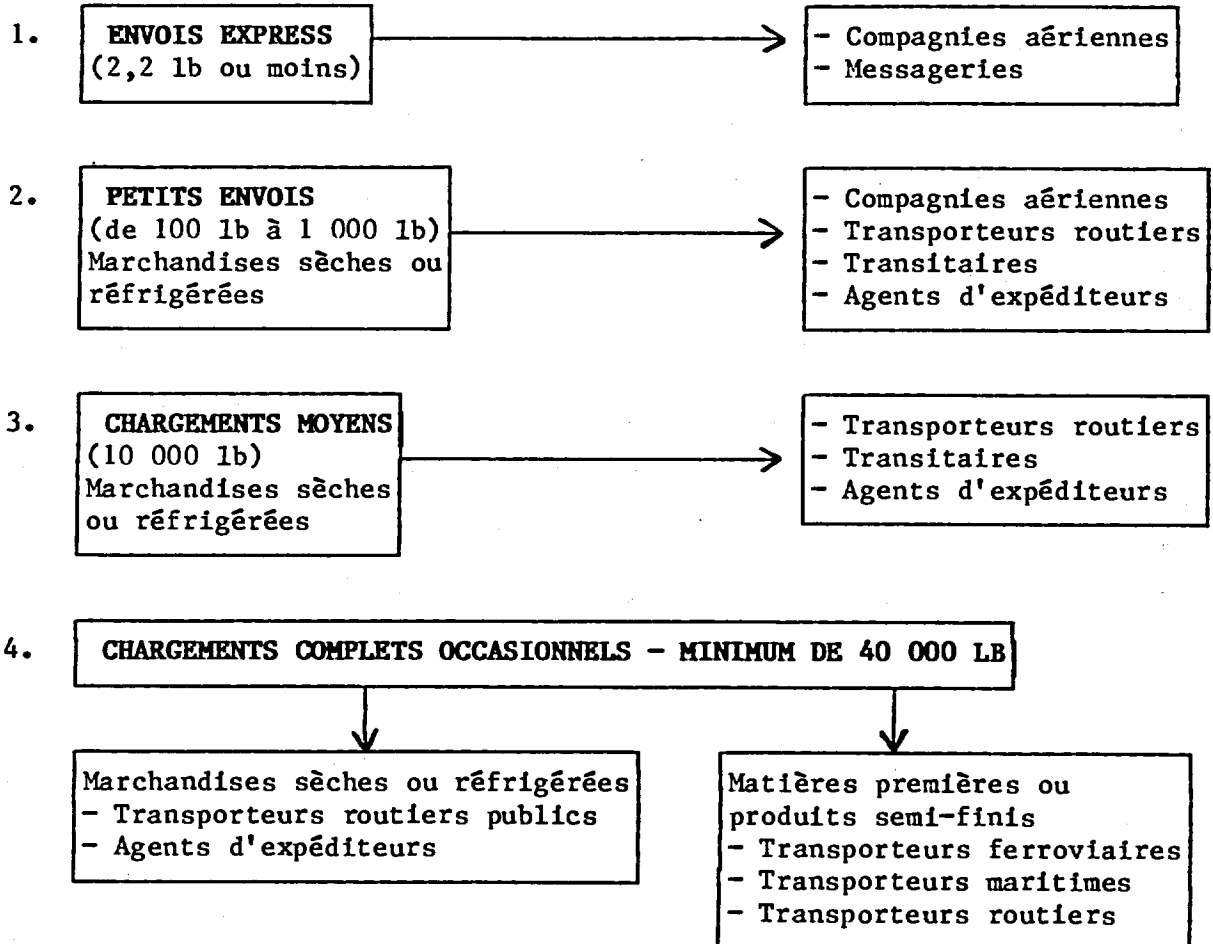 1.
ENVOIS EXPRESS
(2,2 lb ou moins)
- Compagnies aériennes
- Messageries
2.
PETITS ENVOIS
(de 100 lb à 1 000 lb)
Marchandises sèches ou
réfrigérées
- Compagnies aériennes
- Transporteurs routiers
- Transitaires
- Agents d'expéditeurs
3.
CHARGEMENTS MOYENS
(10 000 lb)
Marchandises sèches
ou réfrigérées
- Transporteurs routiers
- Transitaires
- Agents d'expéditeurs
4.
CHARGEMENTS COMPLETS OCCASIONNELS - MINIMUM DE 40 000 LB
Marchandises sèches ou réfrigérées
- Transporteurs routiers publics
- Agents d'expéditeurs
Matières premières ou
produits semi-finis
- Transporteurs ferroviaires
- Transporteurs maritimes
- Transporteurs routiers